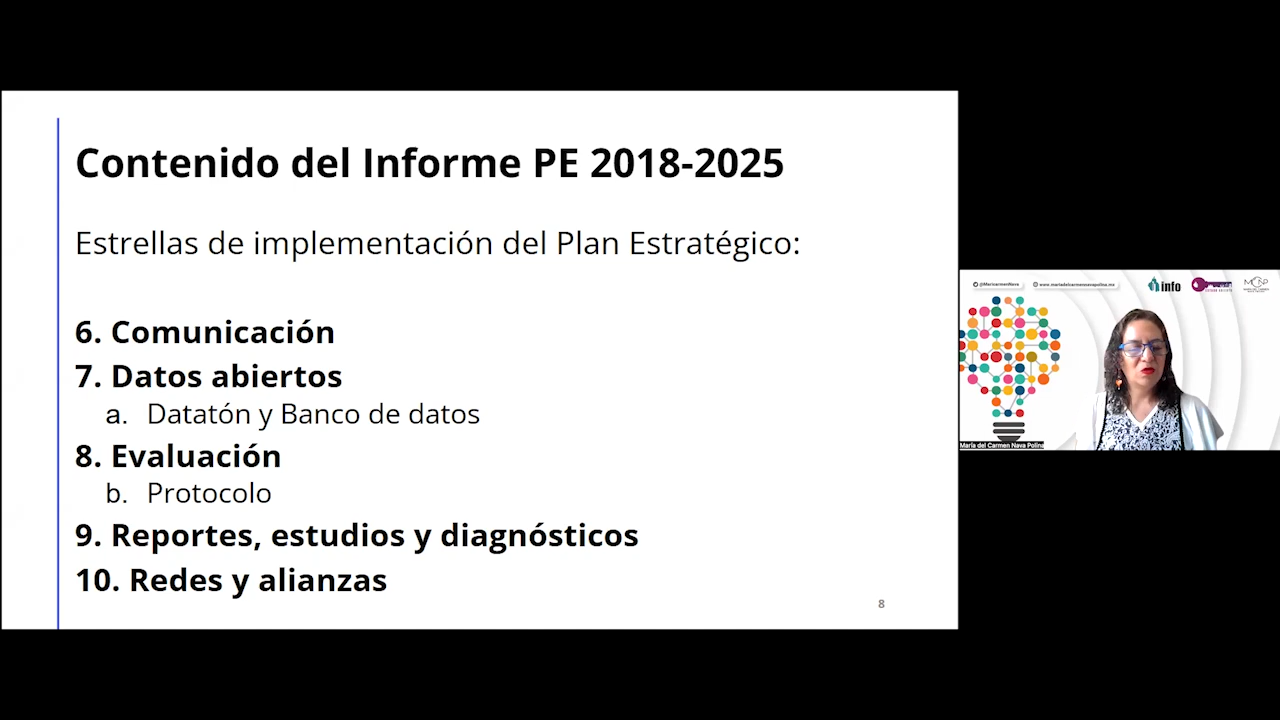 Contenido del Informe PE 2018-2025
Estrellas de implementación del Plan Estratégico:
6. Comunicación
7. Datos abiertos
a. Datatón y Banco de datos
8. Evaluación
b. Protocolo
9. Reportes, estudios y diagnósticos
10. Redes y alianzas
8
@MaricarmenNava
www.mariadelcarmennavapolina.mx
info
María del Carmen Nava Polina